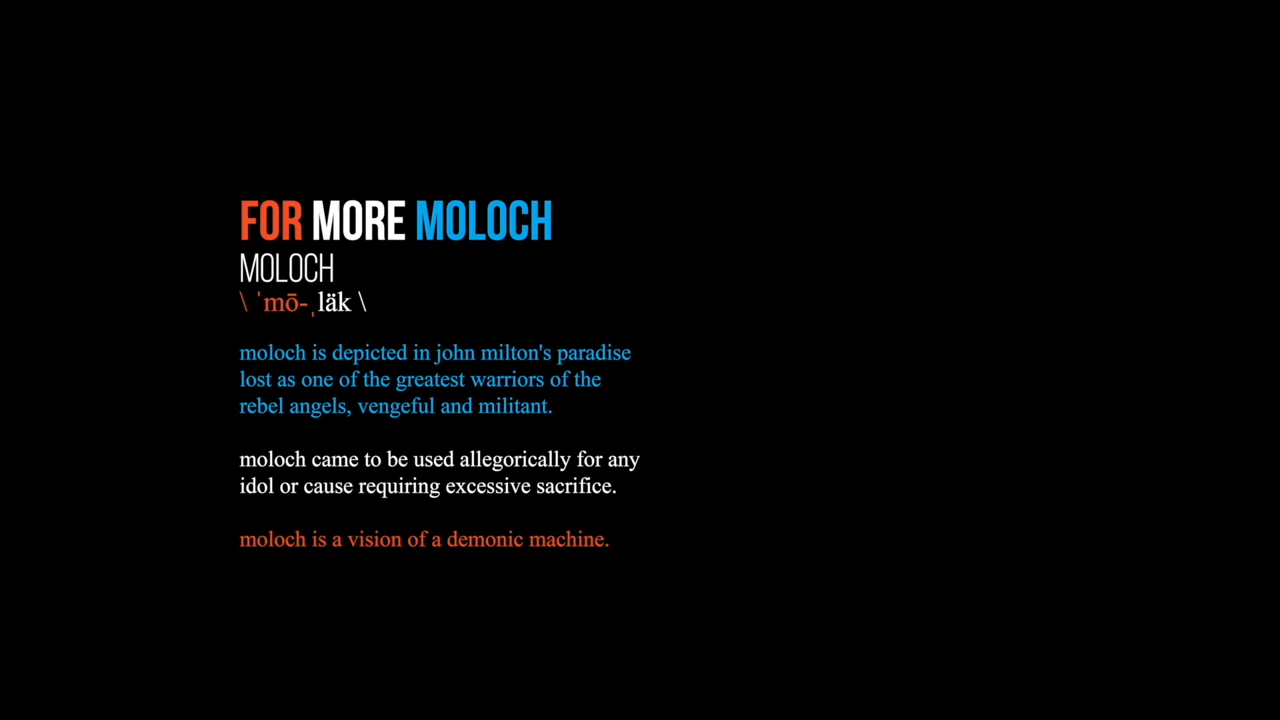 FOR MORE MOLOCH
MOLOCH
\ ˈmō-ˌläk \
moloch is depicted in john milton's paradise
lost as one of the greatest warriors of the
rebel angels, vengeful and militant.
moloch came to be used allegorically for any
idol or cause requiring excessive sacrifice.
moloch is a vision of a demonic machine.